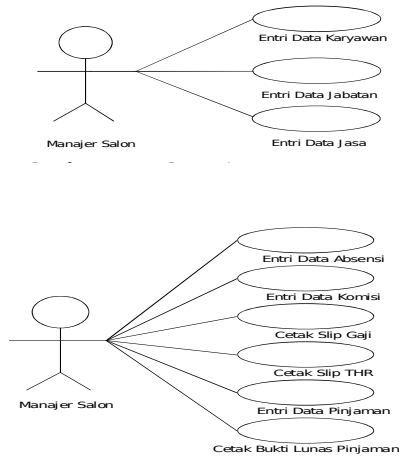 Entri Data Karyawan
Entri Data Jabatan
Manajer Salon
Entri Data Jasa
Entri Data Absensi
Entri Data Komisi
Cetak Slip Gaji
Cetak Slip THR
Manajer Salon
Entri Data Pinjaman
Cetak Bukti Lunas Pinjaman